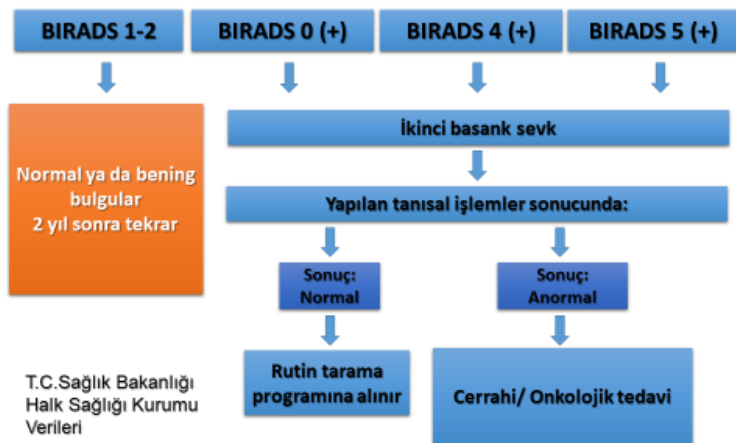 BIRADS 1-2
BIRADS 0 (+)
BIRADS 4 (+)
BIRADS 5 (+)
Normal ya da bening
bulgular
2 yıl sonra tekrar
İkinci basank sevk
Yapılan tanısal işlemler sonucunda:
Sonuç:
Normal
Sonuç:
Anormal
Rutin tarama
programına alınır
Cerrahi/ Onkolojik tedavi
T.C.Sağlık Bakanlığı
Halk Sağlığı Kurumu
Verileri